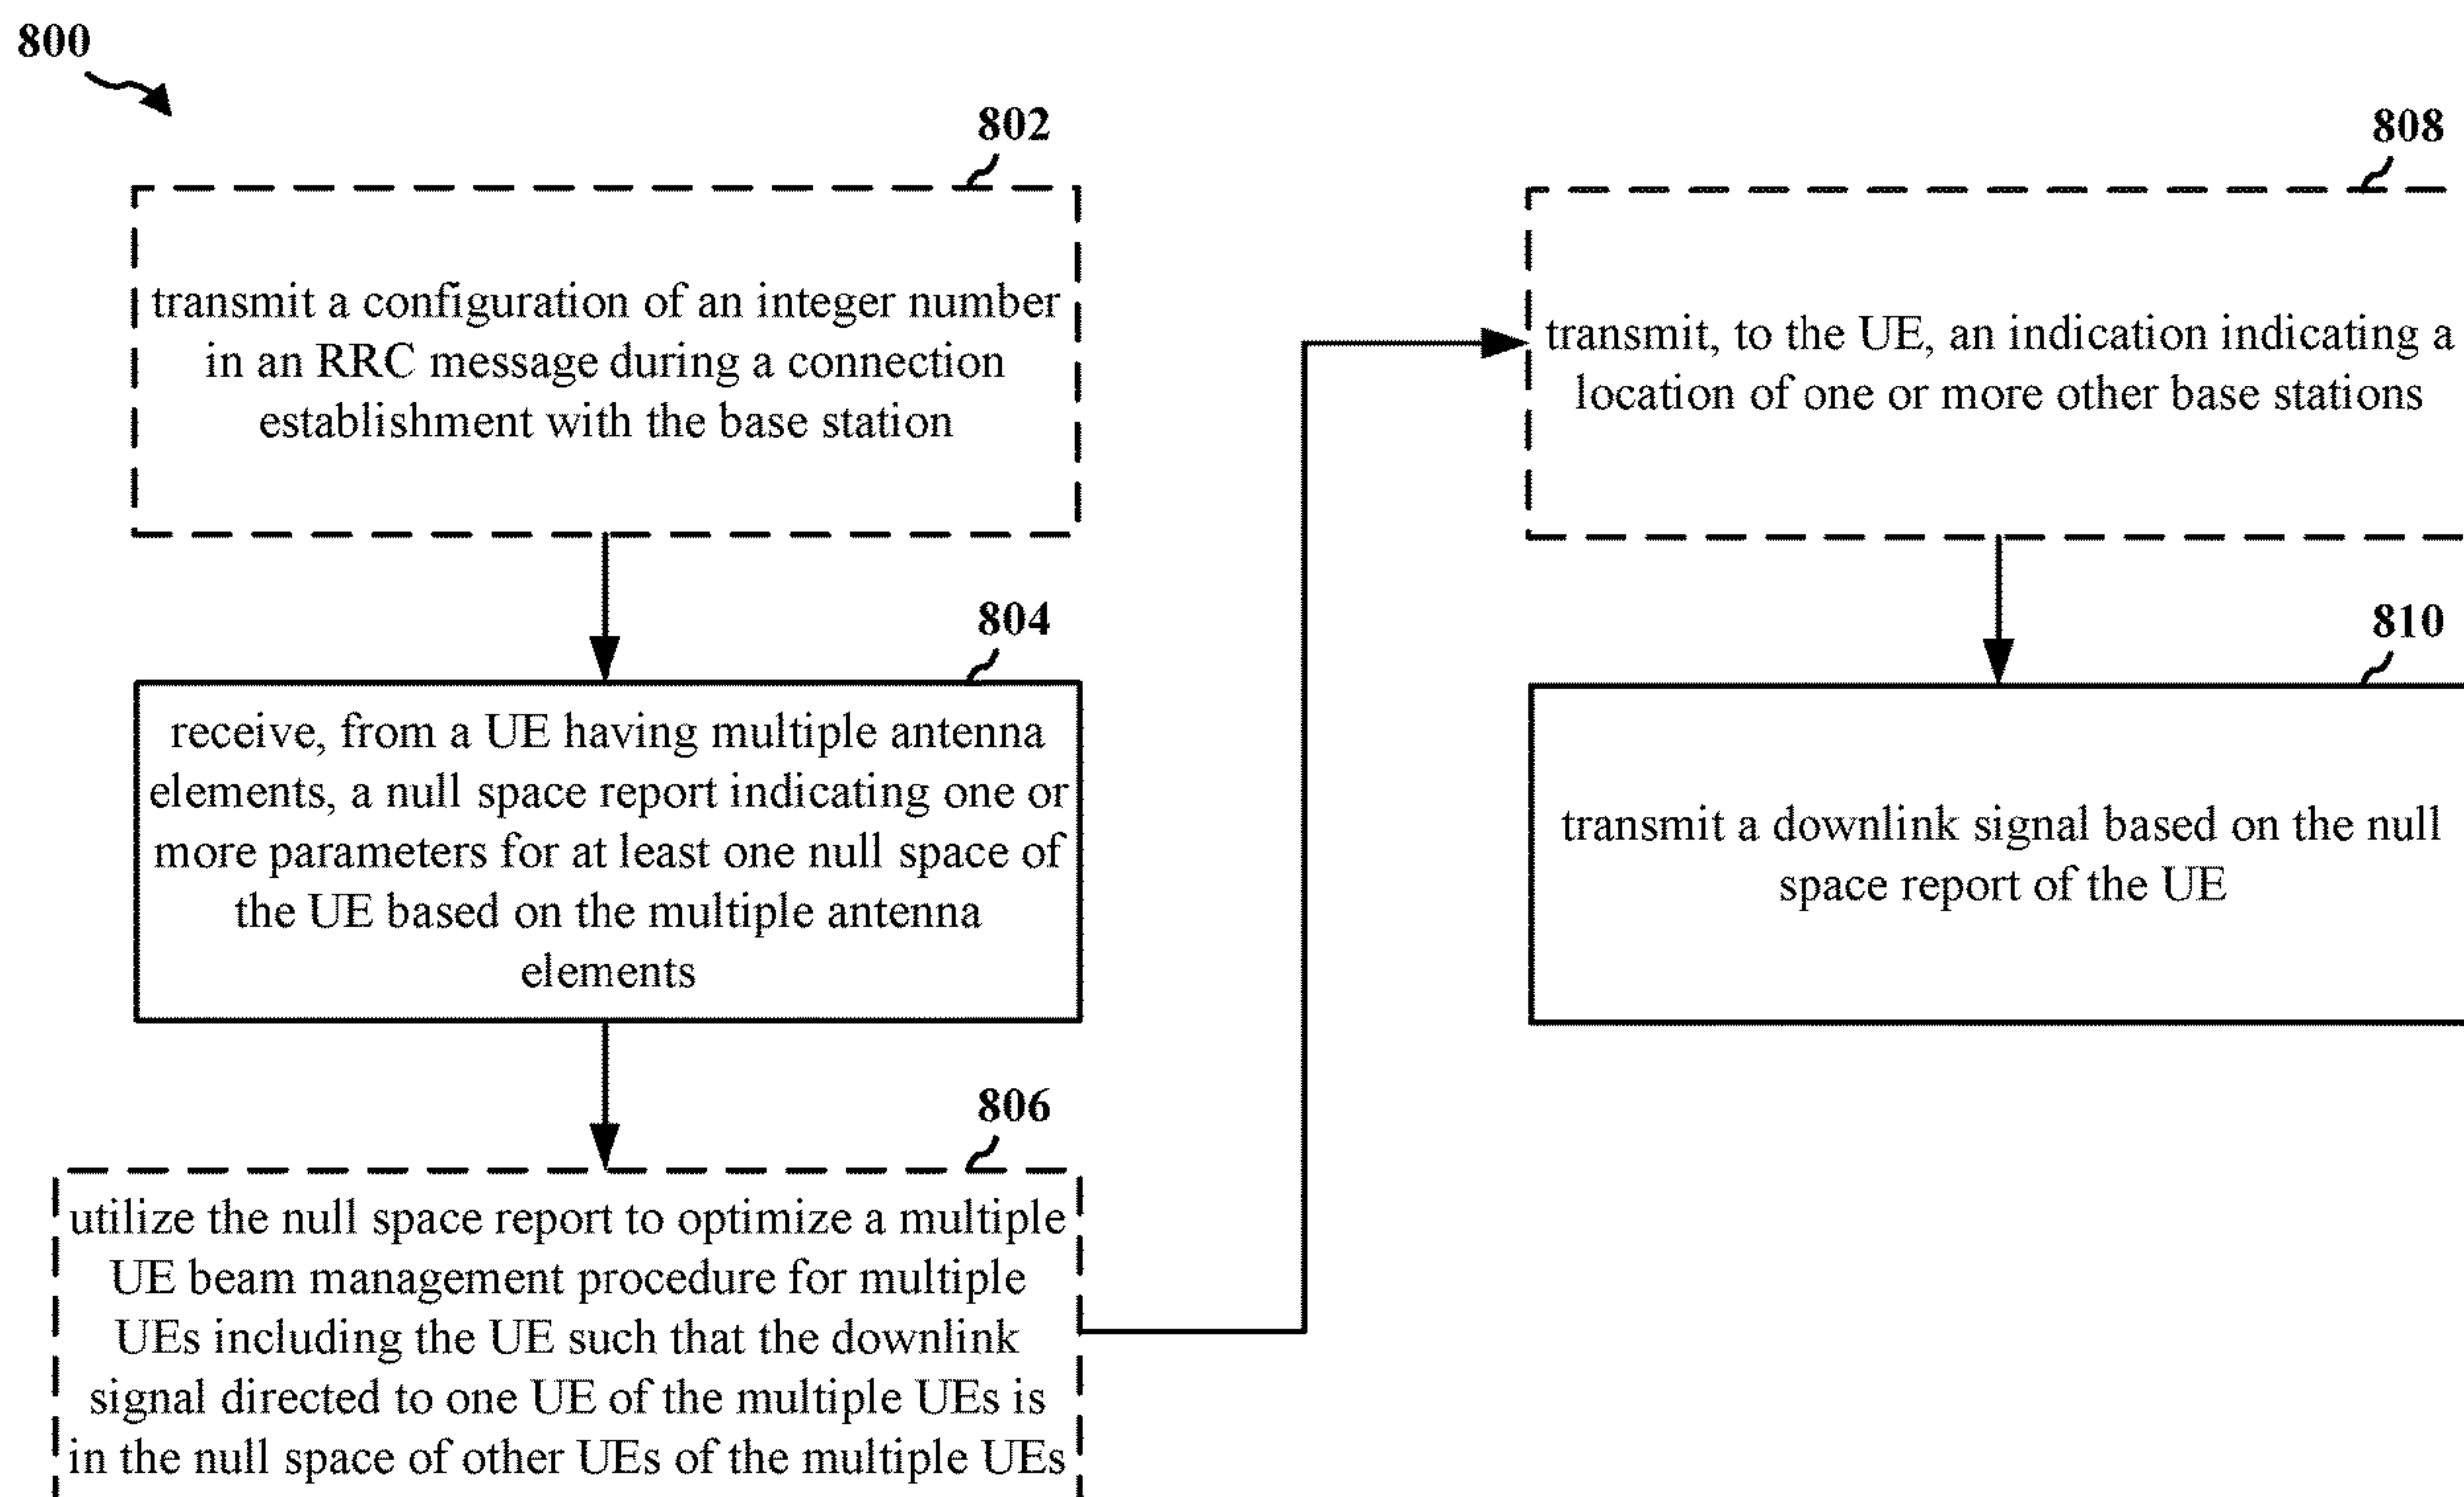 800
802
transmit a configuration of an integer number
in an RRC message during a connection
establishment with the base station
804
receive, from a UE having multiple antenna
elements, a null space report indicating one or
more parameters for at least one null space of
the UE based on the multiple antenna
elements
806
utilize the null space report to optimize a multiple
UE beam management procedure for multiple
UEs including the UE such that the downlink
signal directed to one UE of the multiple UEs is
in the null space of other UEs of the multiple UEs
808
transmit, to the UE, an indication indicating a
location of one or more other base stations
810
transmit a downlink signal based on the null
space report of the UE